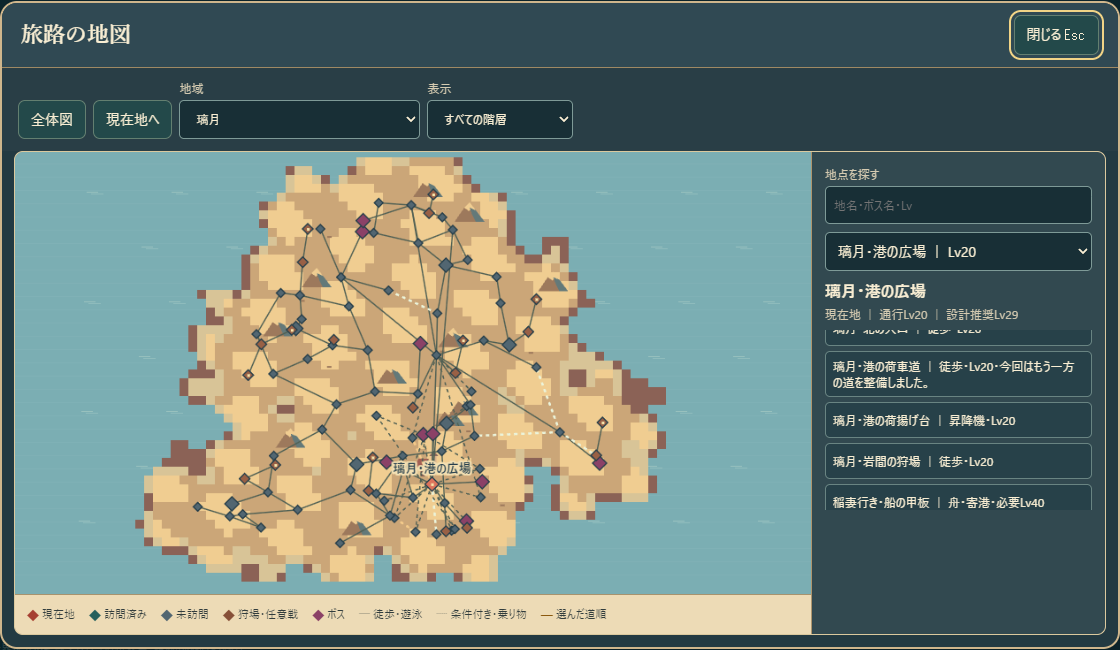 旅路の地図
閉じる Esc
地域
表示
全体図
現在地へ
璃月
すべての階層
地点を探す
地名・ボス名・Lv
璃月・港の広場 | Lv20
璃月・港の広場
現在地 | 通行Lv20 | 設計推奨Lv29
璃月・港の荷車道 | 徒歩・Lv20・今回はもう一方
の道を整備しました。
璃月・港の荷揚げ台 | 昇降機・Lv20
璃月・岩間の狩場 | 徒歩・Lv20
稲妻行き・船の甲板 | 舟・寄港・必要Lv40
璃月・港の広場
現在地
訪問済み
未訪問
狩場・任意戦
ボス
徒歩・遊泳
条件付き・乗り物
選んだ道順